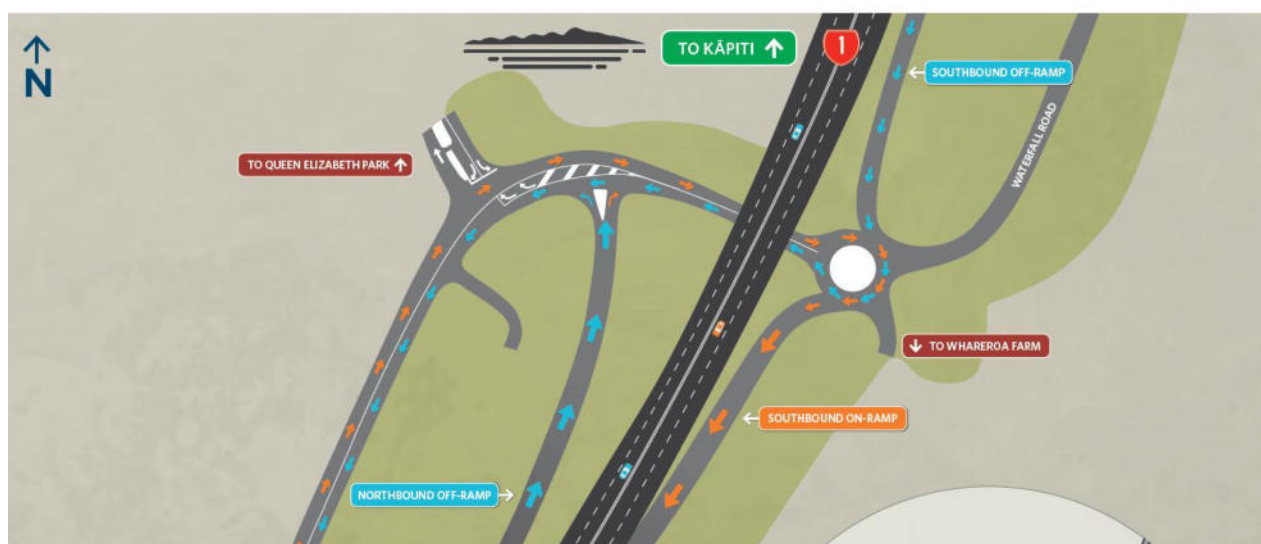 N
TO KĀPITI
1
SOUTHBOUND OFF-RAMP
TO QUEEN ELIZABETH PARK
WATERFALL ROAD
TO WHAREROA FARM
SOUTHBOUND ON-RAMP
NORTHBOUND OFF-RAMP